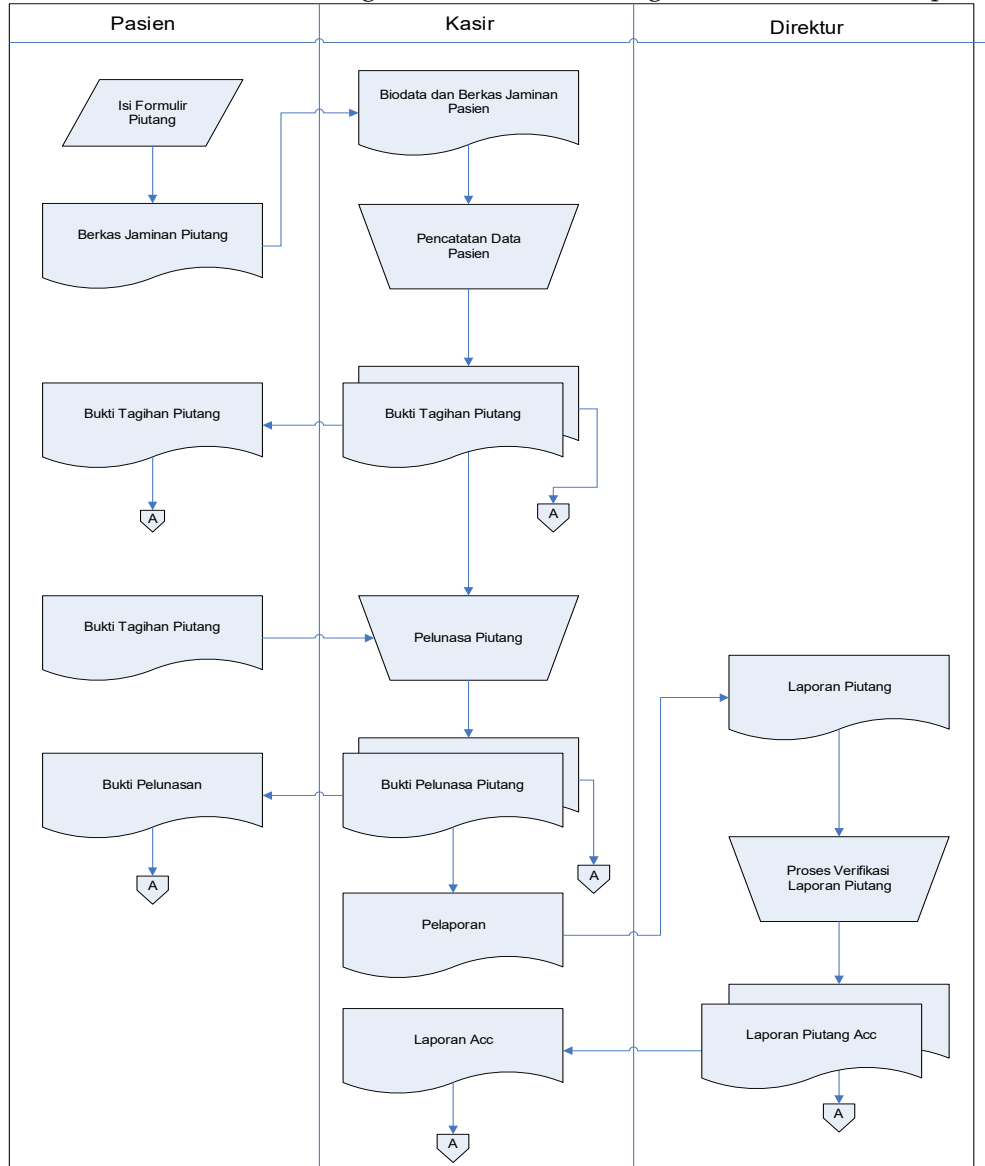 Pasien
Kasir
Direktur
Isi Formulir
Piutang
Biodata dan Berkas Jaminan
Pasien
Berkas Jaminan Piutang
Pencatatan Data
Pasien
Bukti Tagihan Piutang
Bukti Tagihan Piutang
A
A
Bukti Tagihan Piutang
Pelunasa Piutang
Laporan Piutang
Bukti Pelunasan
Bukti Pelunasa Piutang
A
A
Proses Verifikasi
Laporan Piutang
Pelaporan
Laporan Acc
Laporan Piutang Acc
A
A